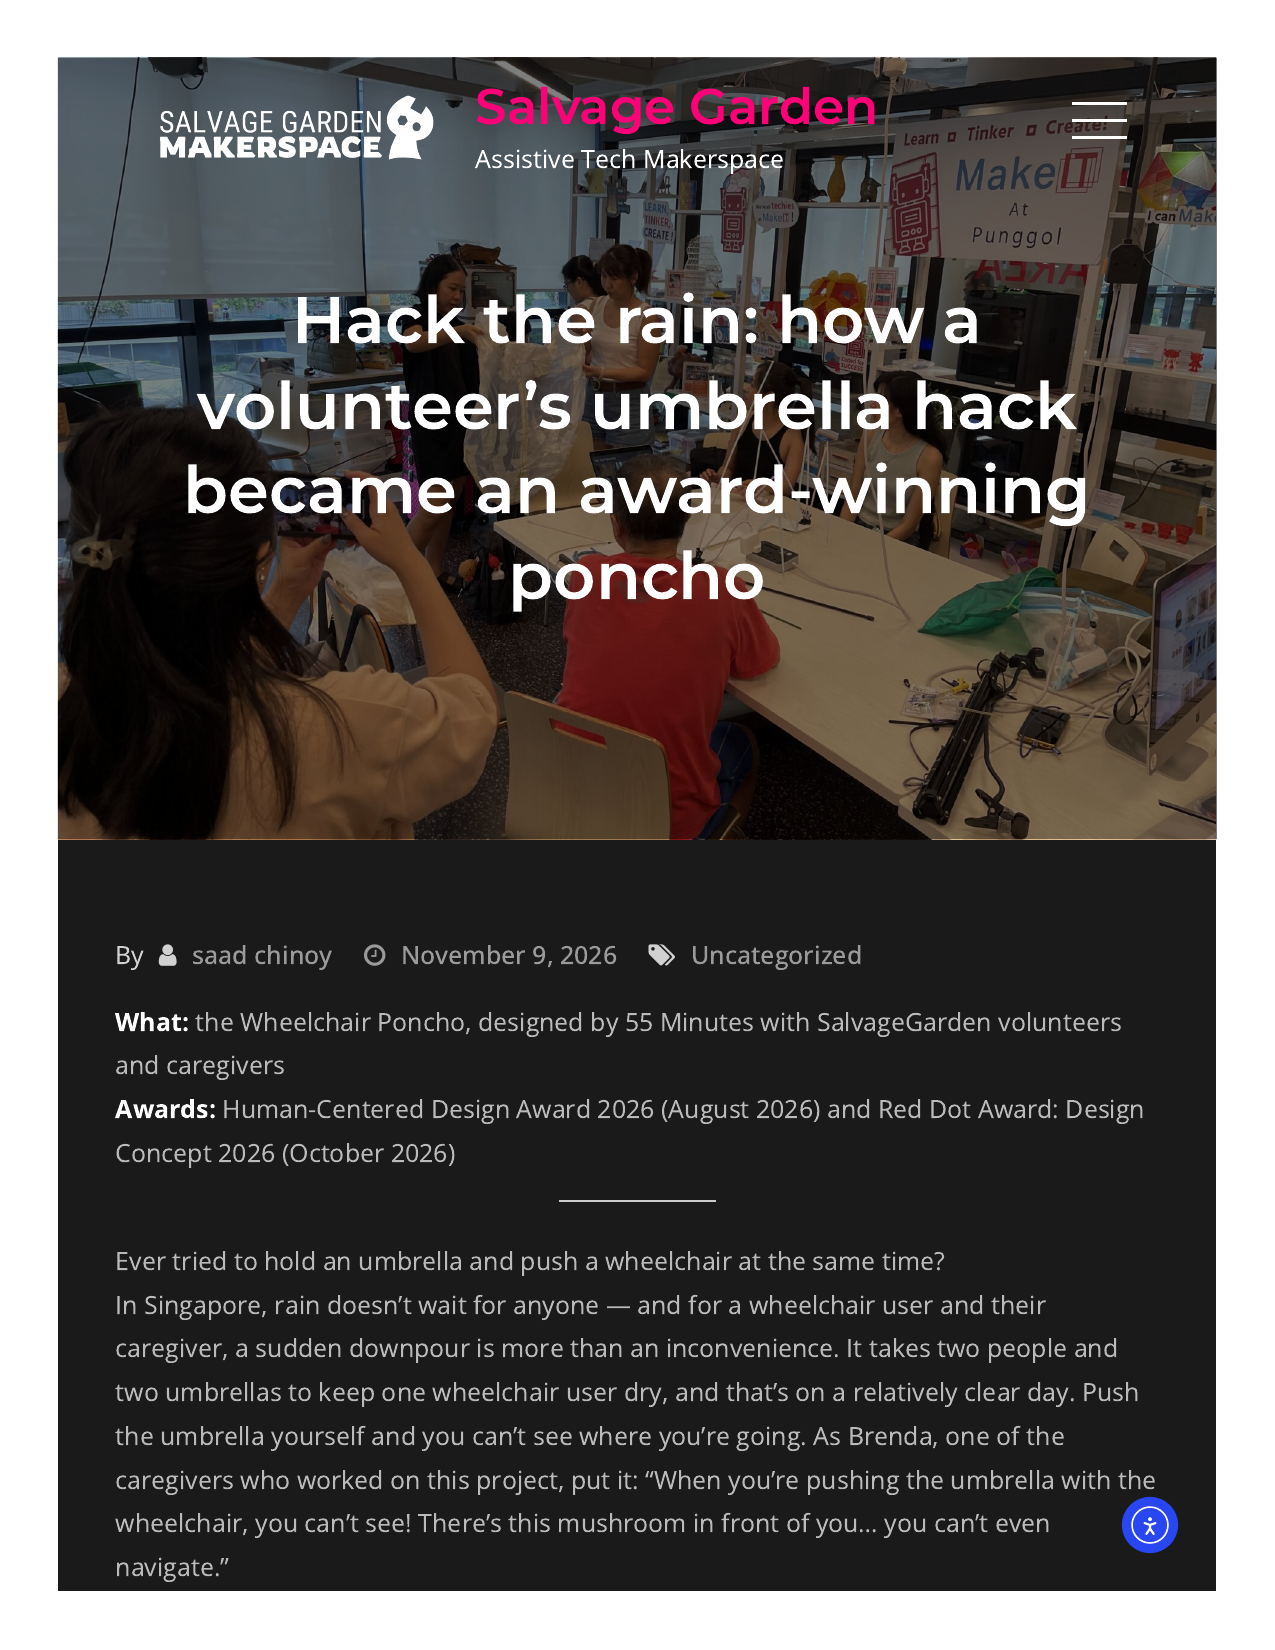 SALVAGE GARDEN
MAKERSPACE
Salvage Garden
Assistive Tech Makerspace
Learn Tinker Create!
MakeIT
At
Punggol
I can Make
LEARN,
TINKER,
CREATE!
techies
MakeIT!
AREA
Hack the rain: how a
volunteer’s umbrella hack
became an award-winning
poncho
By saad chinoy November 9, 2026 Uncategorized
What: the Wheelchair Poncho, designed by 55 Minutes with SalvageGarden volunteers
and caregivers
Awards: Human-Centered Design Award 2026 (August 2026) and Red Dot Award: Design
Concept 2026 (October 2026)
Ever tried to hold an umbrella and push a wheelchair at the same time?
In Singapore, rain doesn’t wait for anyone — and for a wheelchair user and their
caregiver, a sudden downpour is more than an inconvenience. It takes two people and
two umbrellas to keep one wheelchair user dry, and that’s on a relatively clear day. Push
the umbrella yourself and you can’t see where you’re going. As Brenda, one of the
caregivers who worked on this project, put it: “When you’re pushing the umbrella with the
wheelchair, you can’t see! There’s this mushroom in front of you… you can’t even
navigate.”